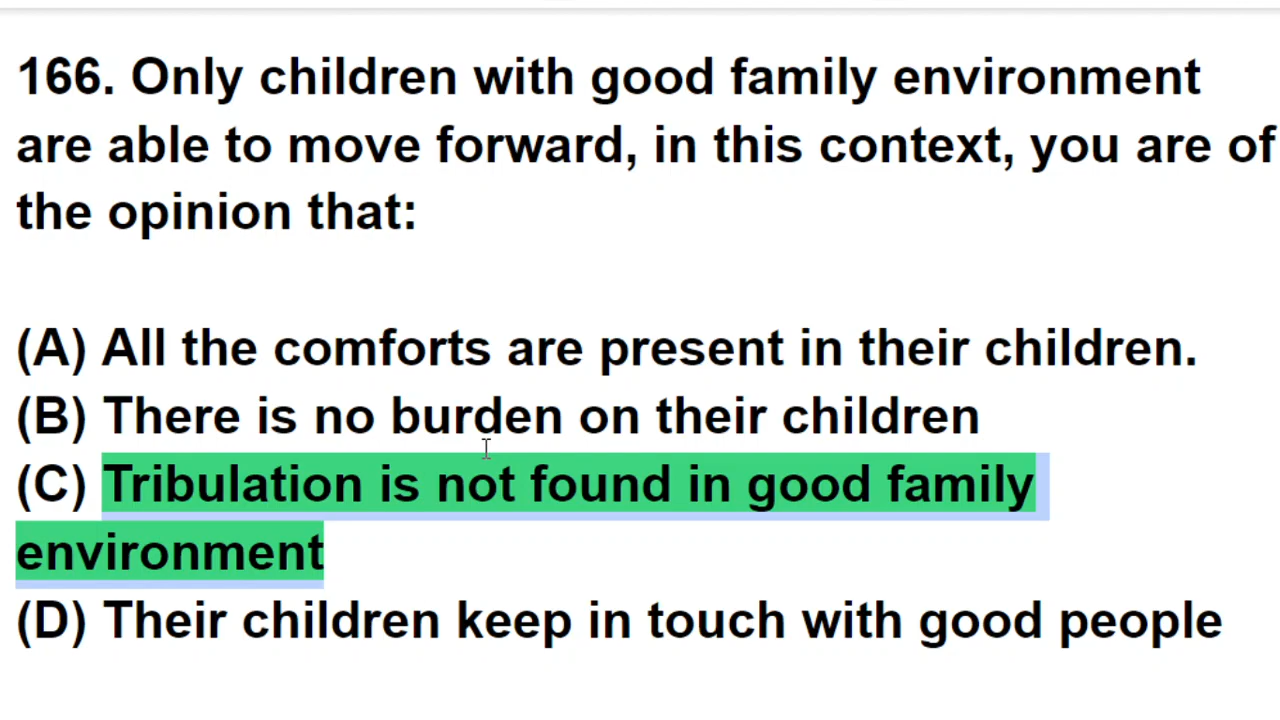 166. Only children with good family environment
are able to move forward, in this context, you are of
the opinion that:
(A) All the comforts are present in their children.
(B) There is no burden on their children
(C) Tribulation is not found in good family
environment
(D) Their children keep in touch with good people